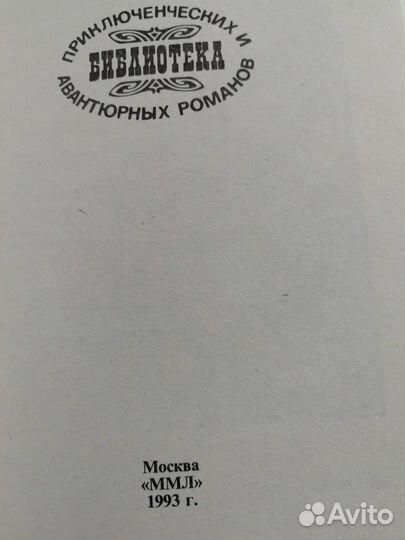 ПРИКЛЮЧЕНЧЕСКИХ И
БИБЛИОТЕКА
АВАНТЮРНЫХ РОМАНОВ
Москва
«ММЛ»
1993 г.
Avito